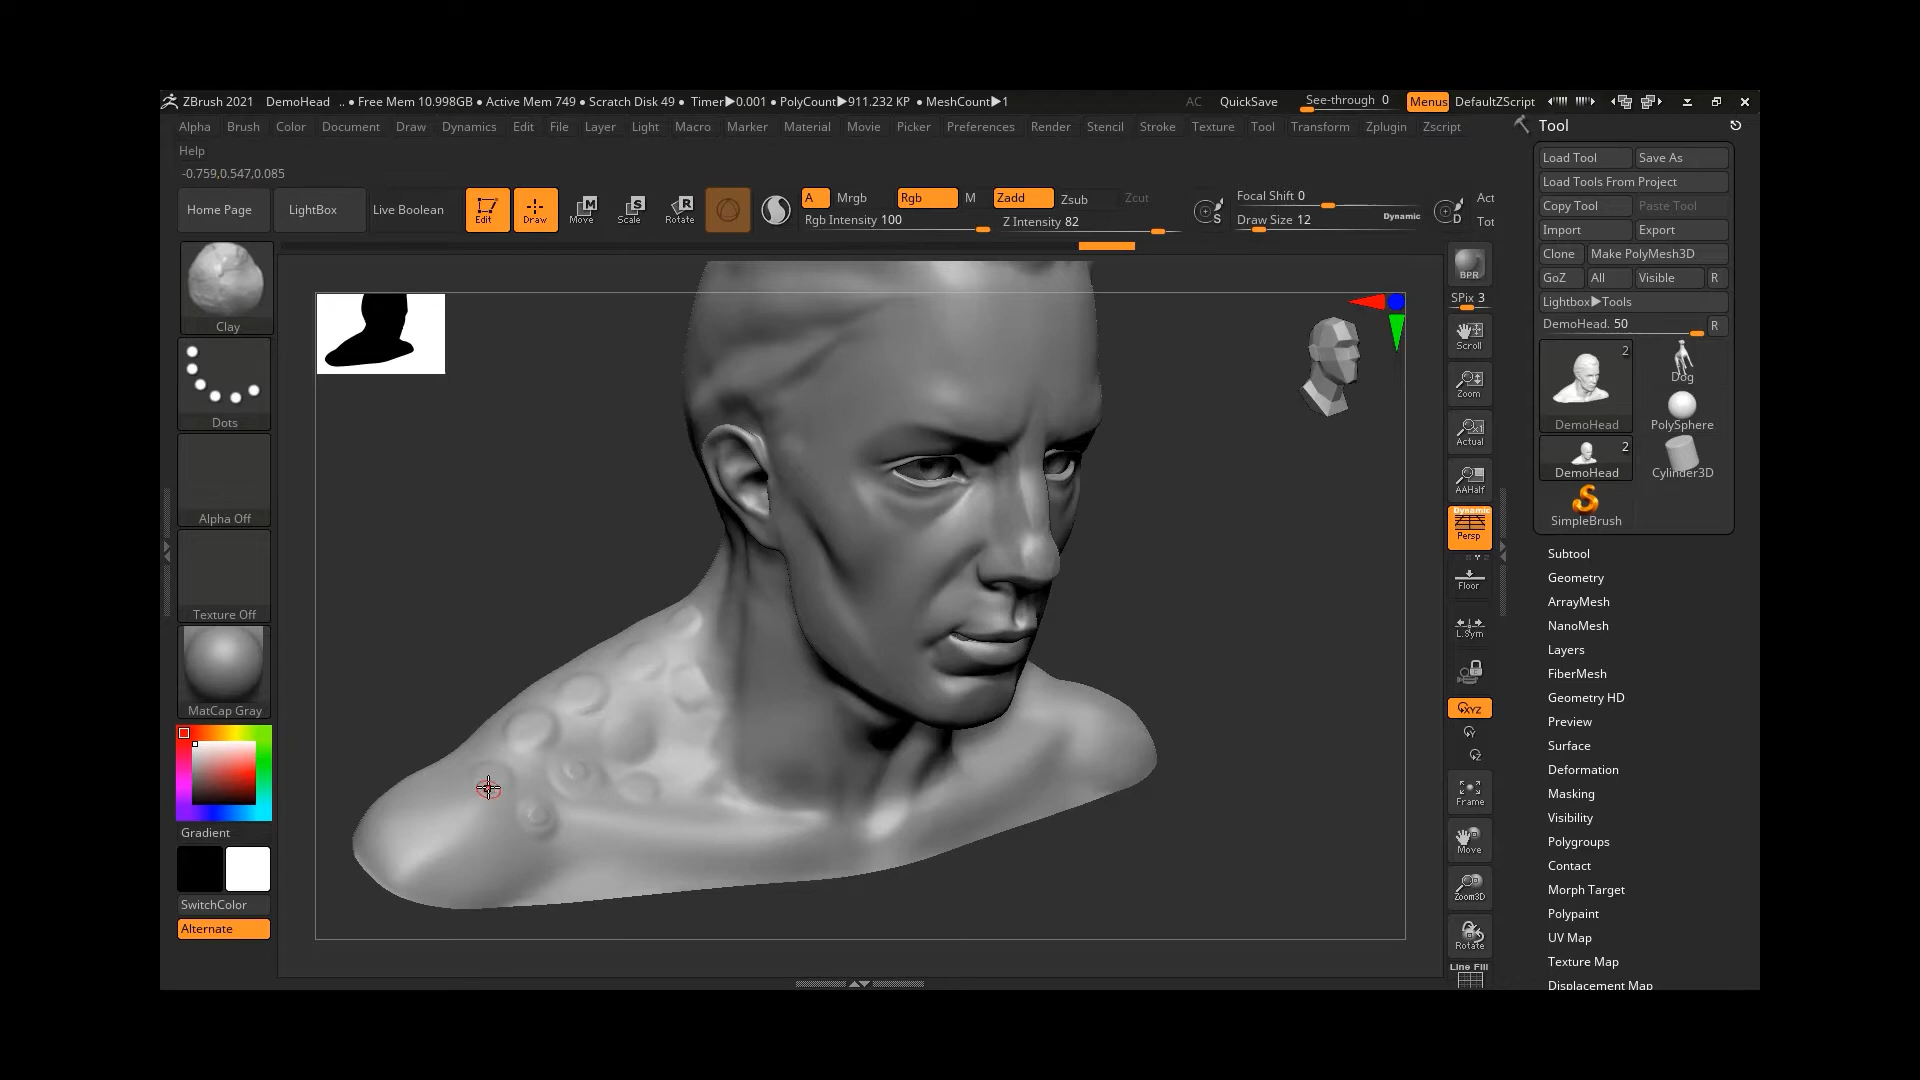 ZBrush 2021 DemoHead .. • Free Mem 10.998GB • Active Mem 749 • Scratch Disk 49 • Timer▶0.001 • PolyCount▶911.232 KP • MeshCount▶1 AC QuickSave See-through 0 Menus DefaultZScript
Alpha Brush Color Document Draw Dynamics Edit File Layer Light Macro Marker Material Movie Picker Preferences Render Stencil Stroke Texture Tool Transform Zplugin Zscript
Help
-0.759,0.547,0.085
Home Page LightBox Live Boolean Edit Draw Move Scale Rotate
M S R
A Mrgb Rgb M Zadd Zsub Zcut
Rgb Intensity 100 Z Intensity 82
S Focal Shift 0
Draw Size 12 Dynamic D
Act
Tot
Clay
Dots
Alpha Off
Texture Off
MatCap Gray
Gradient
SwitchColor
Alternate
BPR
SPix 3
Scroll
Zoom
Actual
AAHalf
Dynamic
Persp
Floor
L.Sym
XYZ
Y
Z
Frame
Move
Zoom3D
Rotate
Line Fill
Tool
Load Tool Save As
Load Tools From Project
Copy Tool Paste Tool
Import Export
Clone Make PolyMesh3D
GoZ All Visible R
Lightbox▶Tools
DemoHead. 50 R
2
DemoHead
Dog
PolySphere
2
DemoHead
Cylinder3D
SimpleBrush
Subtool
Geometry
ArrayMesh
NanoMesh
Layers
FiberMesh
Geometry HD
Preview
Surface
Deformation
Masking
Visibility
Polygroups
Contact
Morph Target
Polypaint
UV Map
Texture Map
Displacement Map